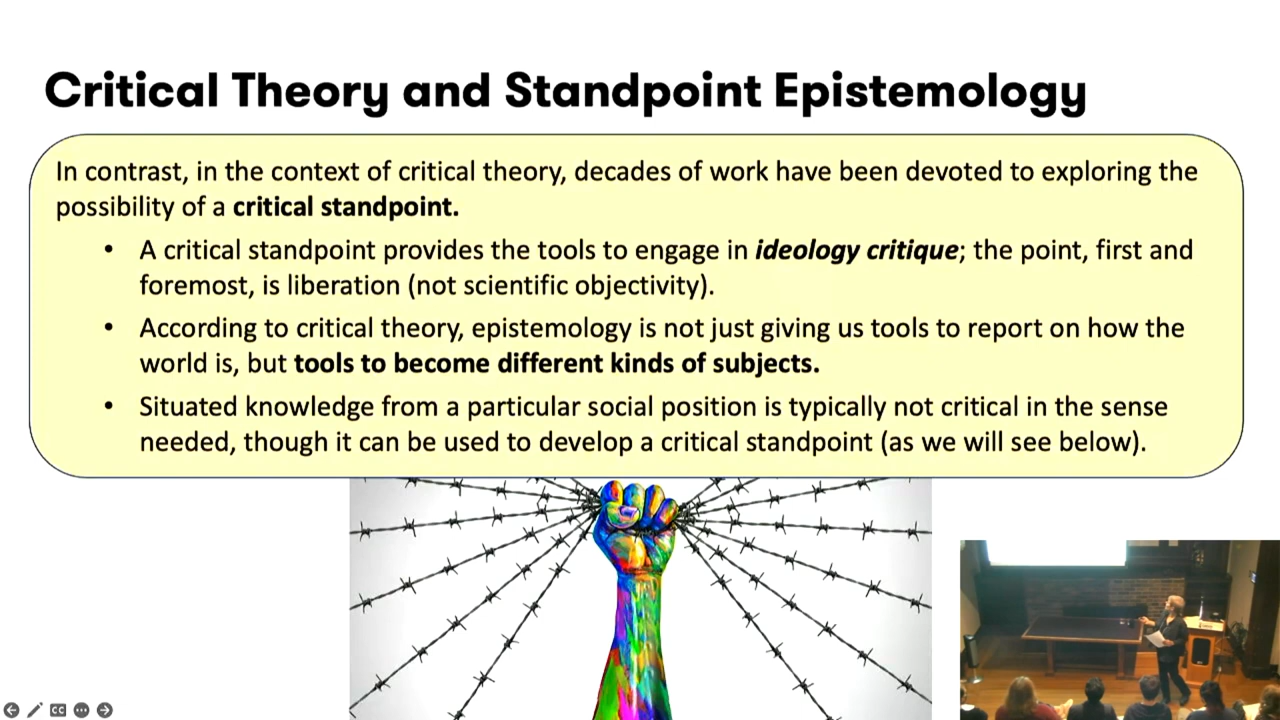 Critical Theory and Standpoint Epistemology
In contrast, in the context of critical theory, decades of work have been devoted to exploring the
possibility of a critical standpoint.
• A critical standpoint provides the tools to engage in ideology critique; the point, first and
foremost, is liberation (not scientific objectivity).
• According to critical theory, epistemology is not just giving us tools to report on how the
world is, but tools to become different kinds of subjects.
• Situated knowledge from a particular social position is typically not critical in the sense
needed, though it can be used to develop a critical standpoint (as we will see below).
CC